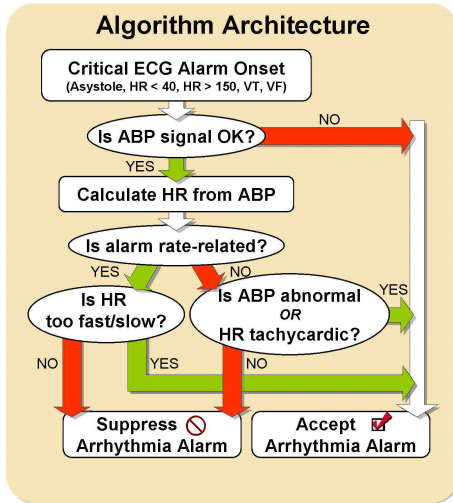 Algorithm Architecture
Critical ECG Alarm Onset
(Asystole, HR < 40, HR > 150, VT, VF)
NO
Is ABP signal OK?
YES
Calculate HR from ABP
Is alarm rate-related?
YES
NO
Is HR
too fast/slow?
Is ABP abnormal
OR
HR tachycardic?
YES
NO
YES
NO
Suppress
Arrhythmia Alarm
Accept
Arrhythmia Alarm